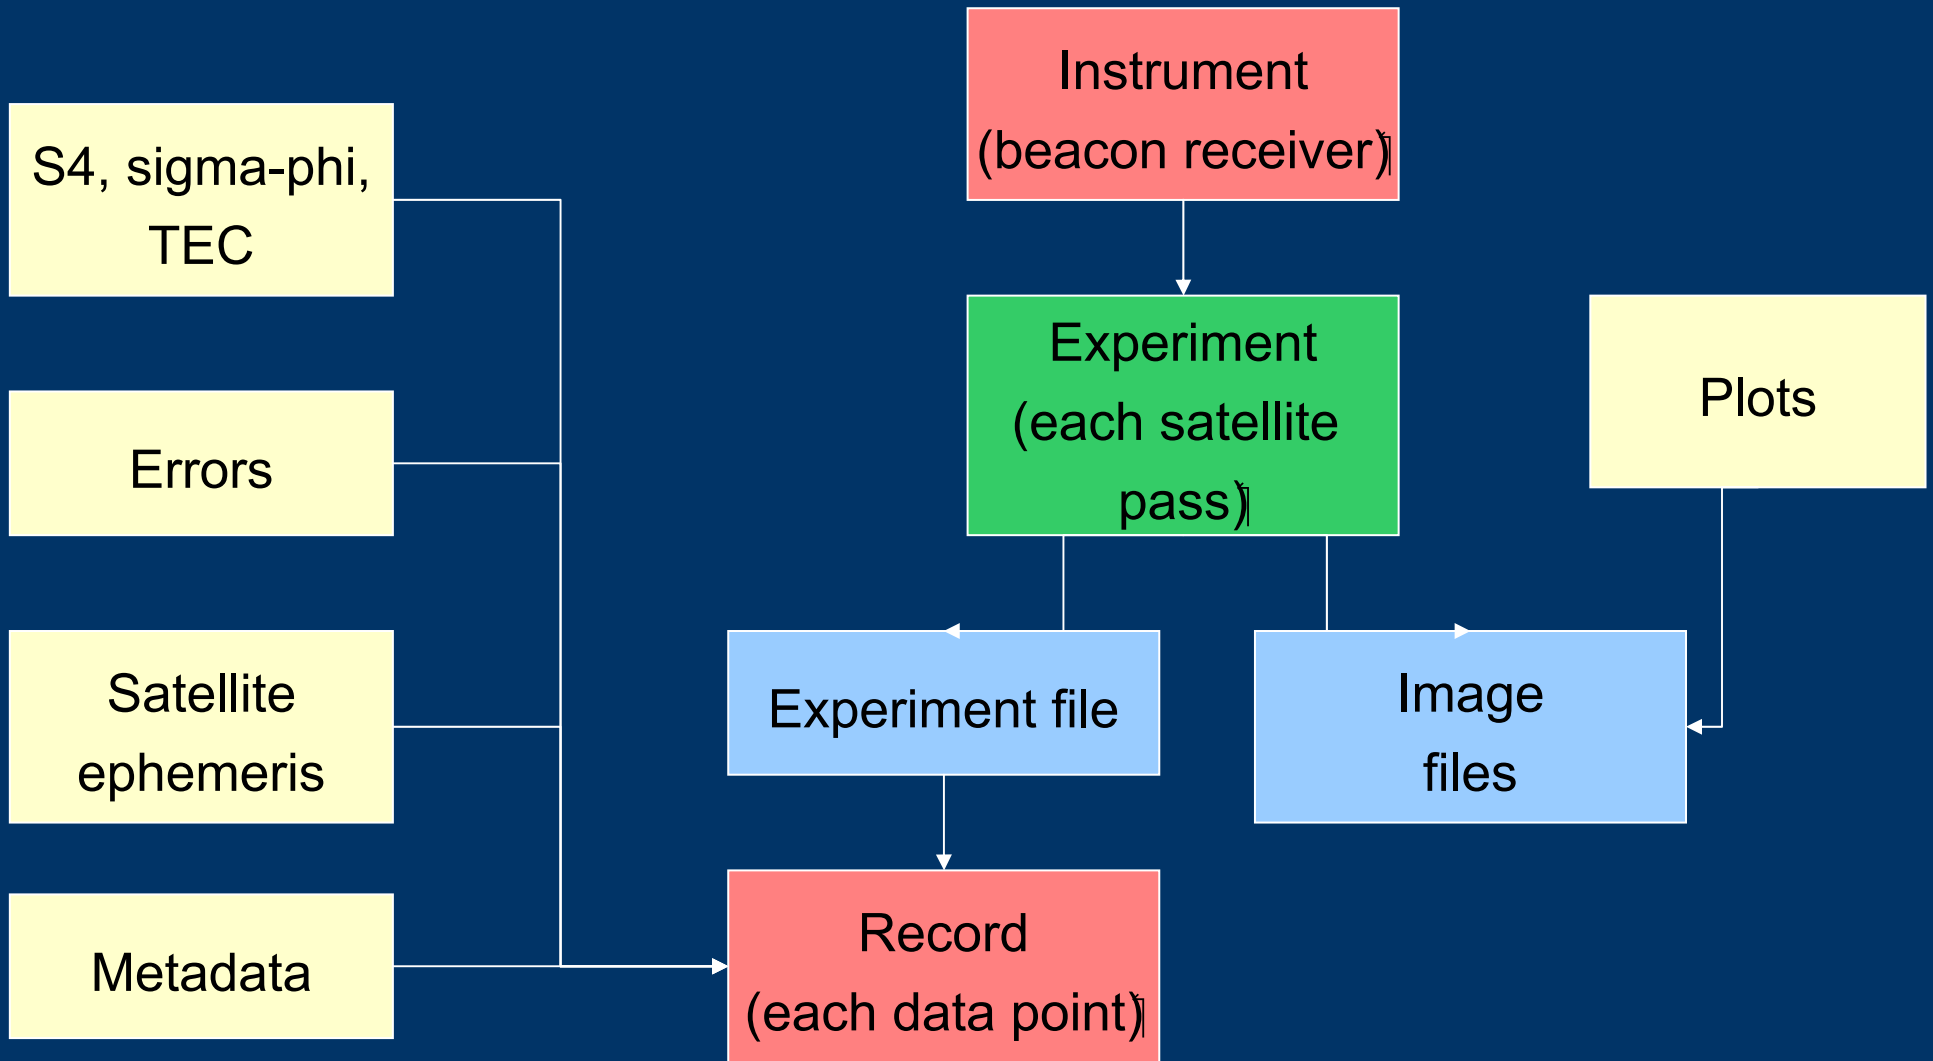 Instrument
(beacon receiver)
S4, sigma-phi,
TEC
Experiment
(each satellite
pass)
Plots
Errors
Satellite
ephemeris
Experiment file
Image
files
Metadata
Record
(each data point)